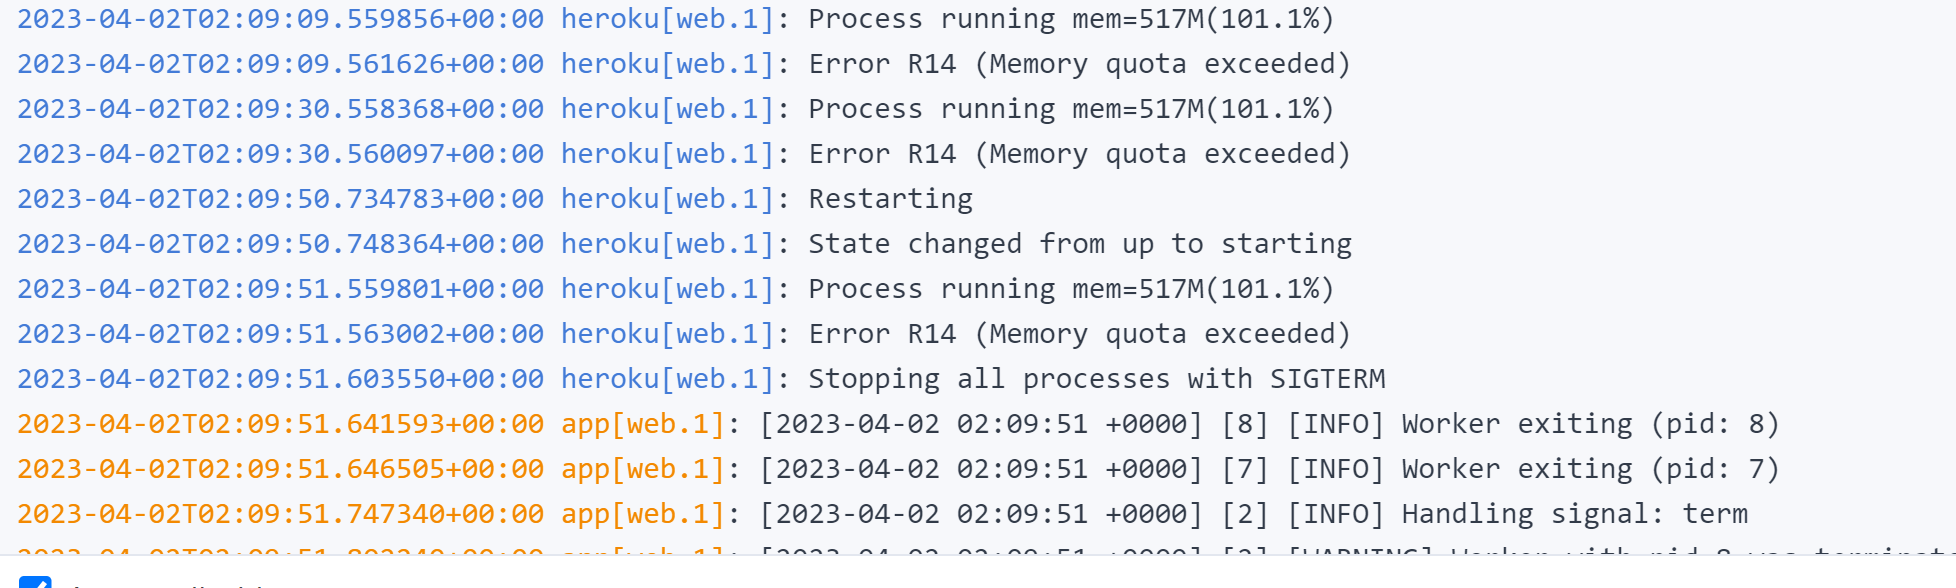 2023-04-02T02:09:09.559856+00:00 heroku[web.1]: Process running mem=517M(101.1%)
2023-04-02T02:09:09.561626+00:00 heroku[web.1]: Error R14 (Memory quota exceeded)
2023-04-02T02:09:30.558368+00:00 heroku[web.1]: Process running mem=517M(101.1%)
2023-04-02T02:09:30.560097+00:00 heroku[web.1]: Error R14 (Memory quota exceeded)
2023-04-02T02:09:50.734783+00:00 heroku[web.1]: Restarting
2023-04-02T02:09:50.748364+00:00 heroku[web.1]: State changed from up to starting
2023-04-02T02:09:51.559801+00:00 heroku[web.1]: Process running mem=517M(101.1%)
2023-04-02T02:09:51.563002+00:00 heroku[web.1]: Error R14 (Memory quota exceeded)
2023-04-02T02:09:51.603550+00:00 heroku[web.1]: Stopping all processes with SIGTERM
2023-04-02T02:09:51.641593+00:00 app[web.1]: [2023-04-02 02:09:51 +0000] [8] [INFO] Worker exiting (pid: 8)
2023-04-02T02:09:51.646505+00:00 app[web.1]: [2023-04-02 02:09:51 +0000] [7] [INFO] Worker exiting (pid: 7)
2023-04-02T02:09:51.747340+00:00 app[web.1]: [2023-04-02 02:09:51 +0000] [2] [INFO] Handling signal: term